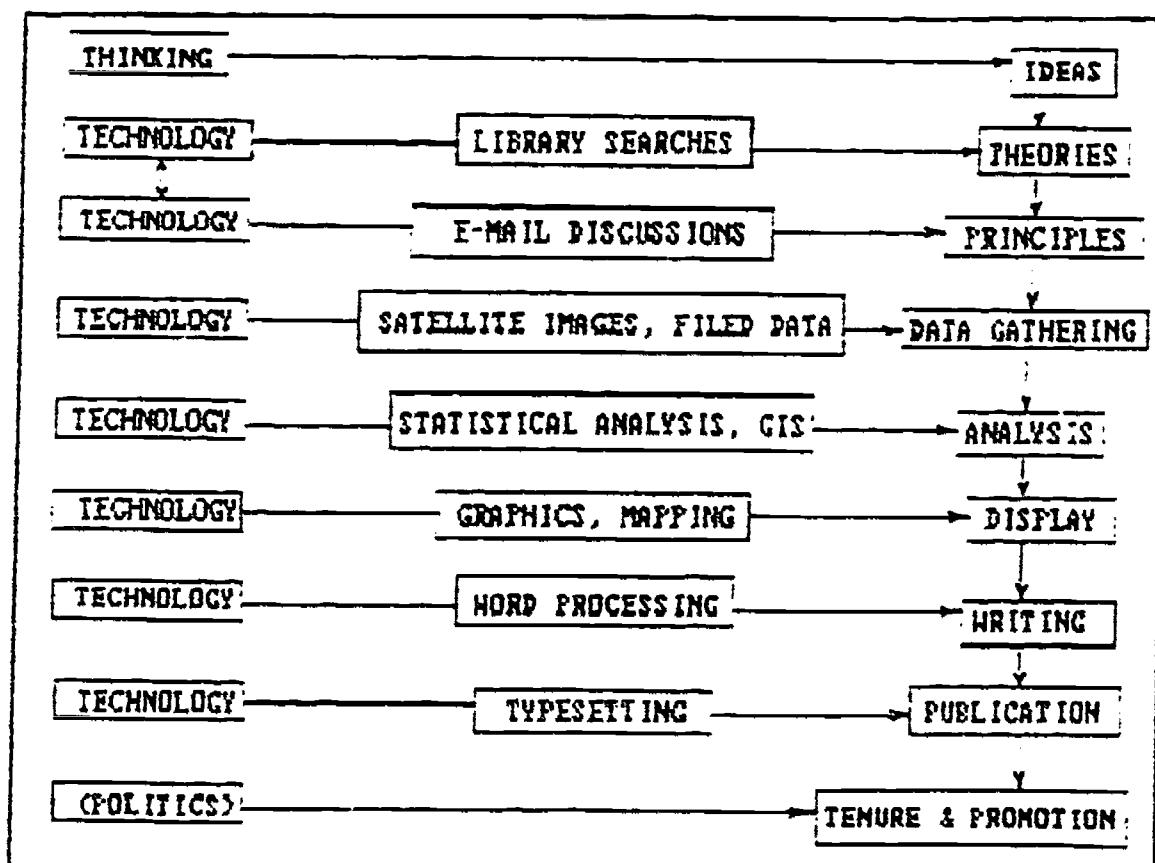 THINKING IDEAS
TECHNOLOGY LIBRARY SEARCHES THEORIES
TECHNOLOGY E-MAIL DISCUSSIONS PRINCIPLES
TECHNOLOGY SATELLITE IMAGES, FILED DATA DATA GATHERING
TECHNOLOGY STATISTICAL ANALYSIS, GIS ANALYSIS
TECHNOLOGY GRAPHICS, MAPPING DISPLAY
TECHNOLOGY WORD PROCESSING WRITING
TECHNOLOGY TYPESETTING PUBLICATION
(POLITICS) TENURE & PROMOTION